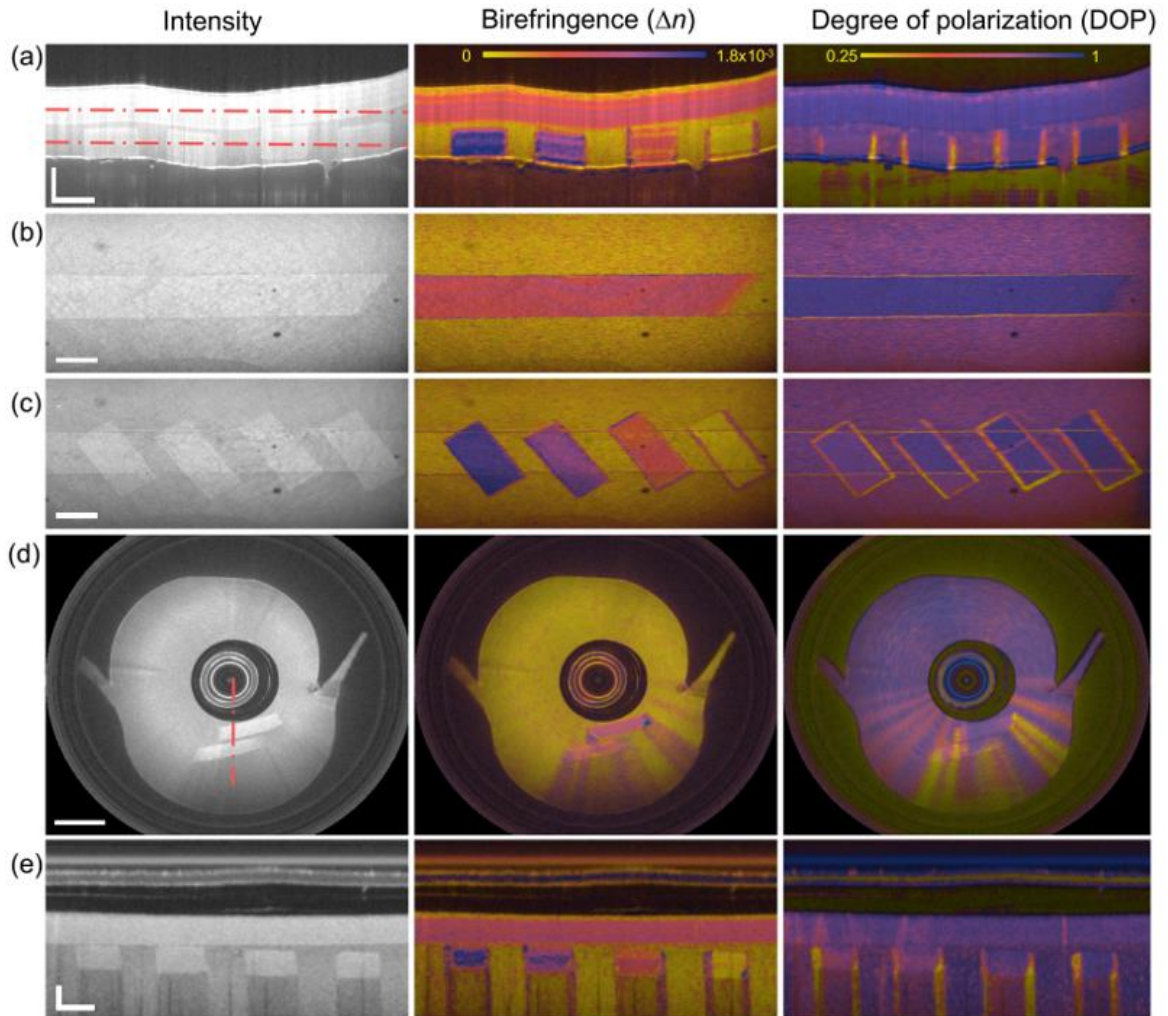 Intensity Birefringence (Δn) Degree of polarization (DOP)
(a) 0 1.8x10⁻³ 0.25 1
(b)
(c)
(d)
(e)